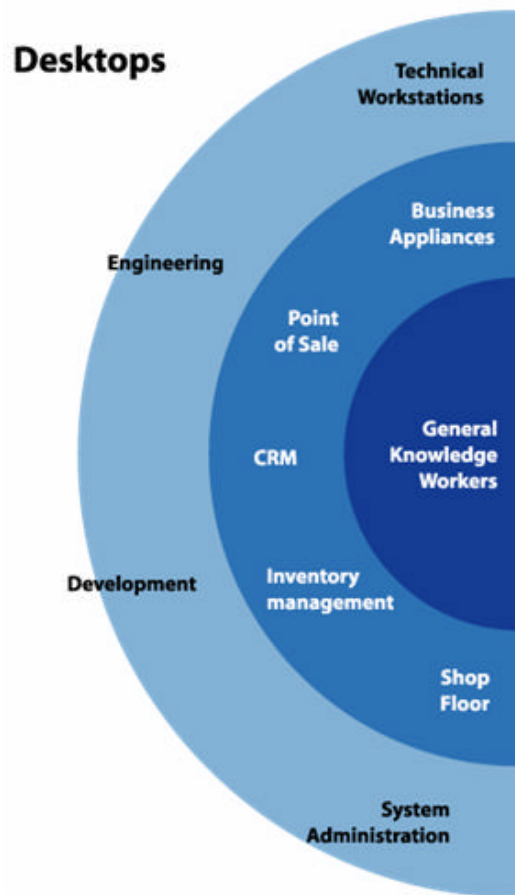 Desktops
Technical
Workstations
Business
Appliances
Engineering
Point
of Sale
General
Knowledge
Workers
CRM
Inventory
management
Development
Shop
Floor
System
Administration